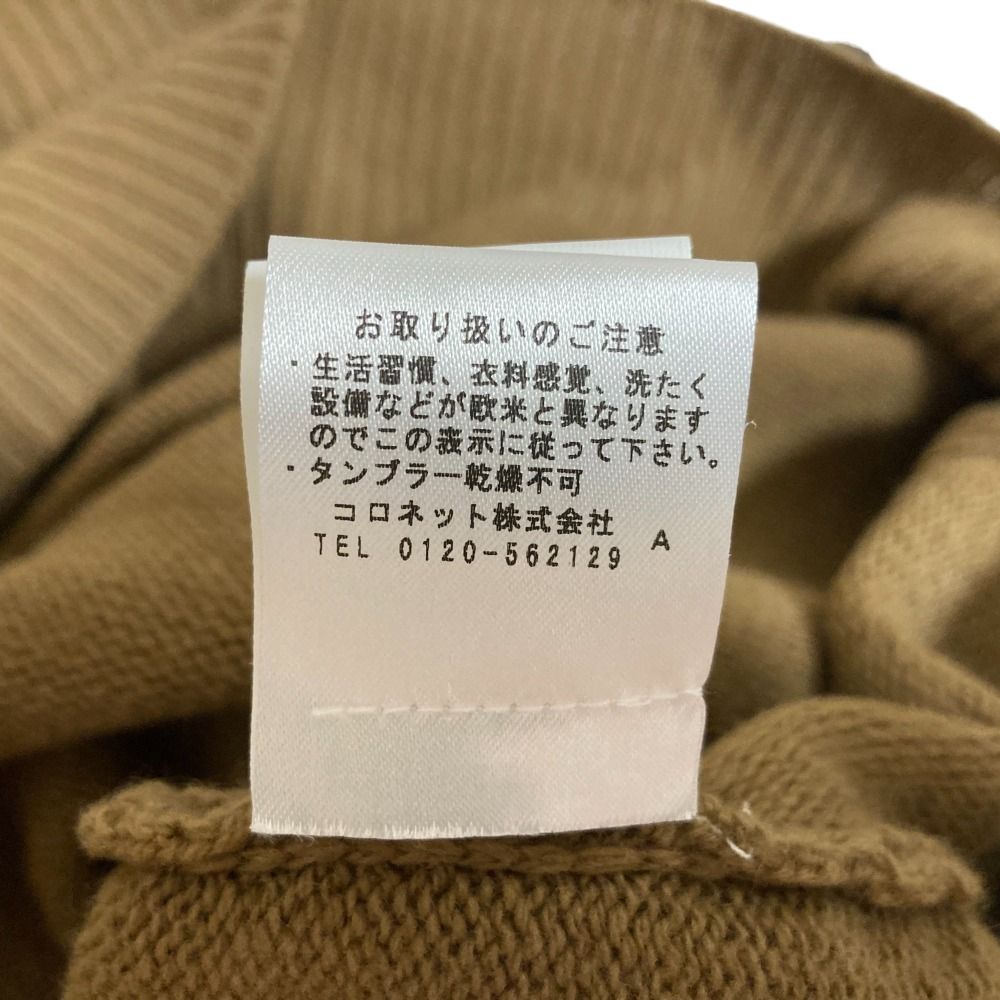 お取り扱いのご注意
・生活習慣、衣料感覚、洗たく
設備などが欧米と異なります
のでこの表示に従って下さい。
・タンブラー乾燥不可
コロネット株式会社
TEL 0120-562129 A